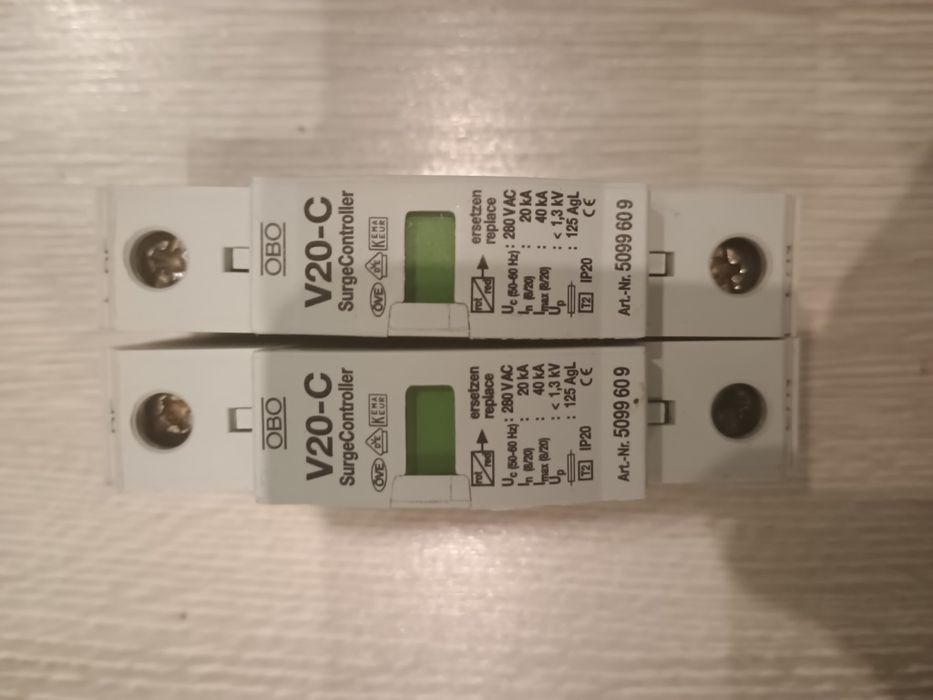 OBO
V20-C
SurgeController
ÖVE
KEMA
KEUR
rot
red
ersetzen
replace
Uc (50-60 Hz) : 280 VAC
In (8/20) : 20 kA
Imax (8/20) : 40 kA
Up : < 1,3 kV
: 125 AgL
T2 IP20 CE
Art.-Nr. 5099 60 9
OBO
V20-C
SurgeController
ÖVE
KEMA
KEUR
rot
red
ersetzen
replace
Uc (50-60 Hz) : 280 VAC
In (8/20) : 20 kA
Imax (8/20) : 40 kA
Up : < 1,3 kV
: 125 AgL
T2 IP20 CE
Art.-Nr. 5099 60 9